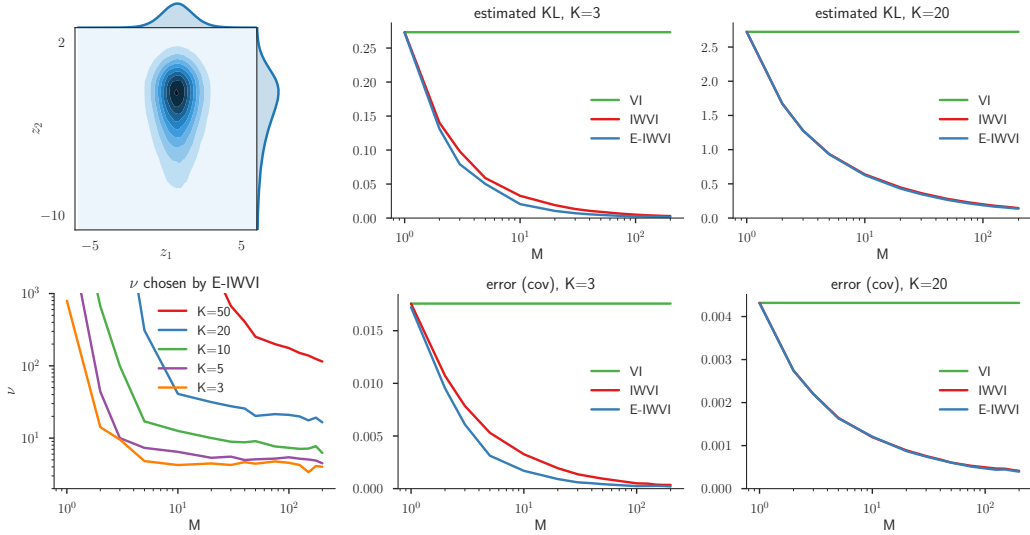 2
z_2
−10
−5
z_1
5
estimated KL, K=3
0.25
0.20
0.15
0.10
0.05
0.00
VI
IWVI
E-IWVI
10^0
10^1
10^2
M
estimated KL, K=20
2.5
2.0
1.5
1.0
0.5
0.0
VI
IWVI
E-IWVI
10^0
10^1
10^2
M
ν chosen by E-IWVI
10^3
10^2
10^1
ν
K=50
K=20
K=10
K=5
K=3
10^0
10^1
10^2
M
error (cov), K=3
0.015
0.010
0.005
0.000
VI
IWVI
E-IWVI
10^0
10^1
10^2
M
error (cov), K=20
0.004
0.003
0.002
0.001
0.000
VI
IWVI
E-IWVI
10^0
10^1
10^2
M